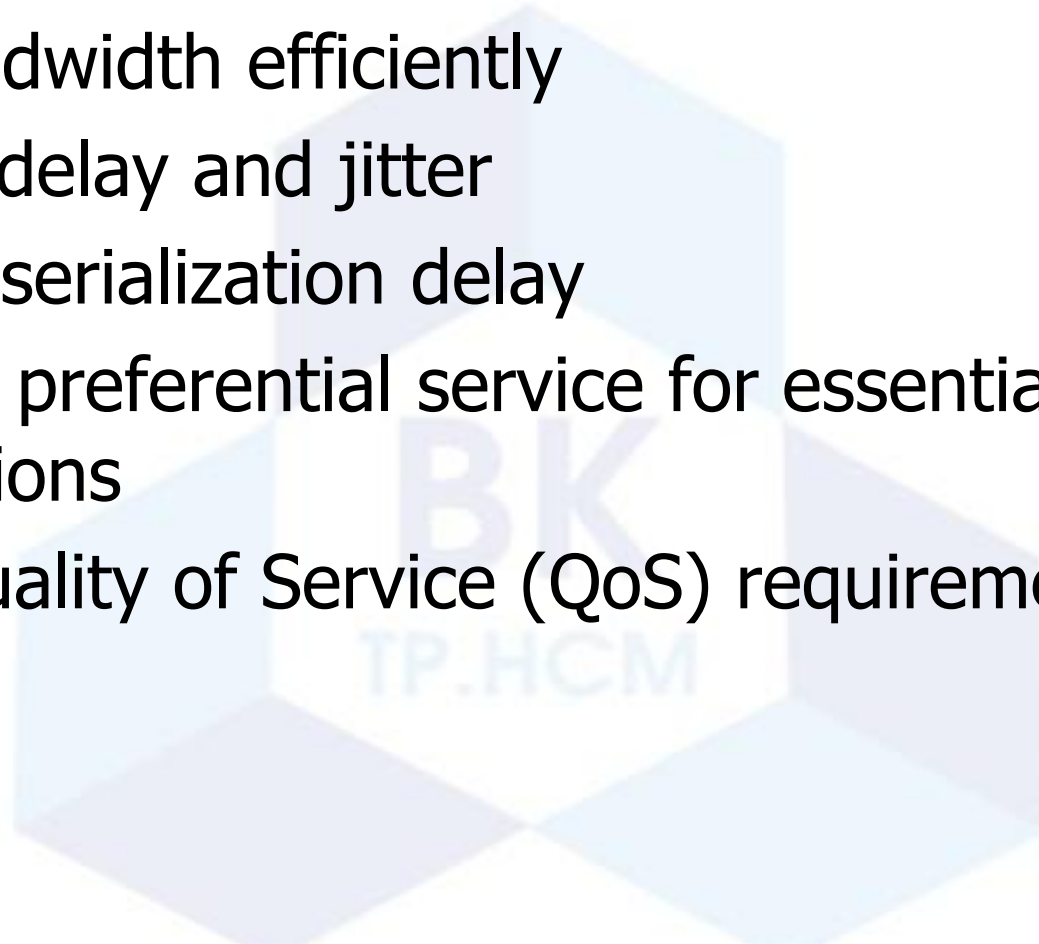 dwidth efficiently
delay and jitter
serialization delay
preferential service for essentia
ions
uality of Service (QoS) requirem
BK
TP.HCM